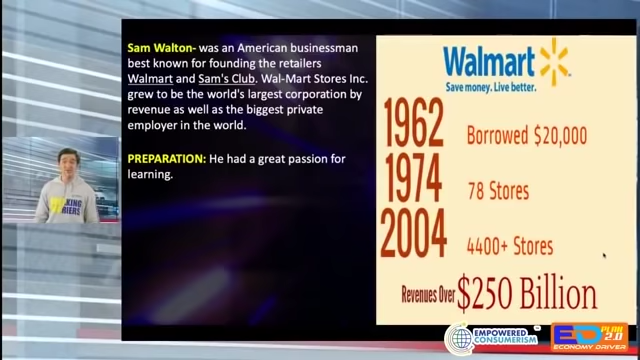 Sam Walton- was an American businessman
best known for founding the retailers
Walmart and Sam's Club. Wal-Mart Stores Inc.
grew to be the world's largest corporation by
revenue as well as the biggest private
employer in the world.
PREPARATION: He had a great passion for
learning.
Walmart
Save money. Live better.
1962 Borrowed $20,000
1974 78 Stores
2004 4400+ Stores
Revenues Over $250 Billion
EMPOWERED
CONSUMERISM
ED PLAN 2.0
ECONOMY DRIVER